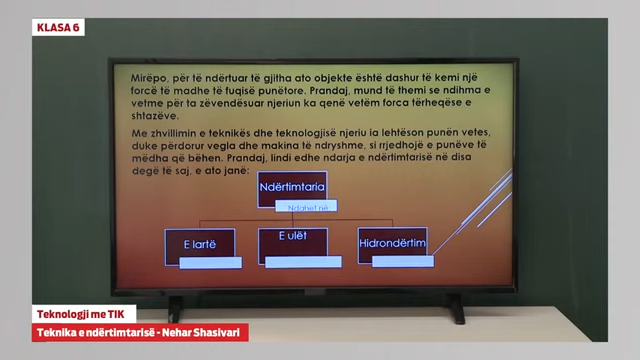 KLASA 6
Mirëpo, për të ndërtuar të gjitha ato objekte është dashur të kemi një
forcë të madhe të fuqisë punëtore. Prandaj, mund të themi se ndihma e
vetme për ta zëvendësuar njeriun ka qenë vetëm forca tërheqëse e
shtazëve.
Me zhvillimin e teknikës dhe teknologjisë njeriu ia lehtëson punën vetes,
duke përdorur vegla dhe makina të ndryshme, si rrjedhojë e punëve të
mëdha që bëhen. Prandaj, lindi edhe ndarja e ndërtimtarisë në disa
degë të saj, e ato janë:
Ndërtimtaria
Ndahet në
E lartë
E ulët
Hidrondërtim
Teknologji me TIK
Teknika e ndërtimtarisë - Nehar Shasivari